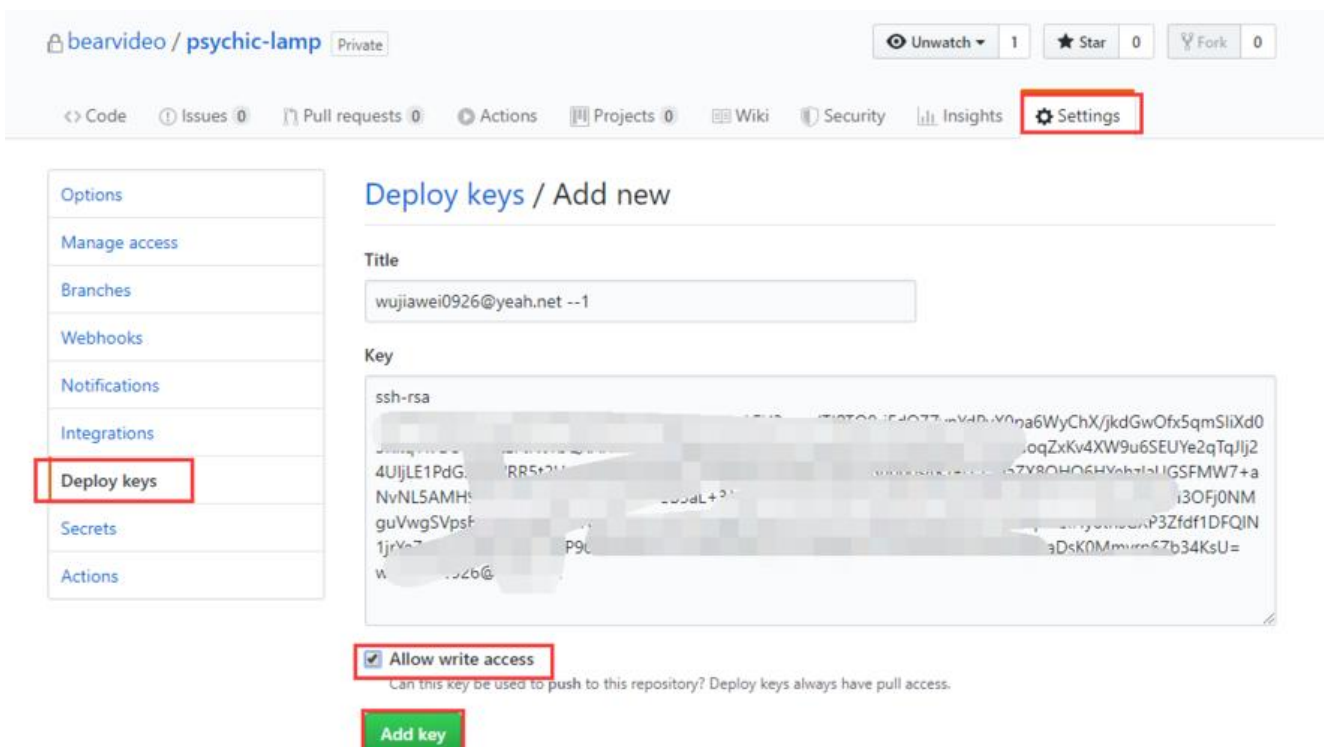 bearvideo / psychic-lamp Private Unwatch 1 Star 0 Fork 0
Code Issues 0 Pull requests 0 Actions Projects 0 Wiki Security Insights Settings
Options
Manage access
Branches
Webhooks
Notifications
Integrations
Deploy keys
Secrets
Actions
Deploy keys / Add new
Title
wujiawei0926@yeah.net --1
Key
ssh-rsa
Allow write access
Can this key be used to push to this repository? Deploy keys always have pull access.
Add key